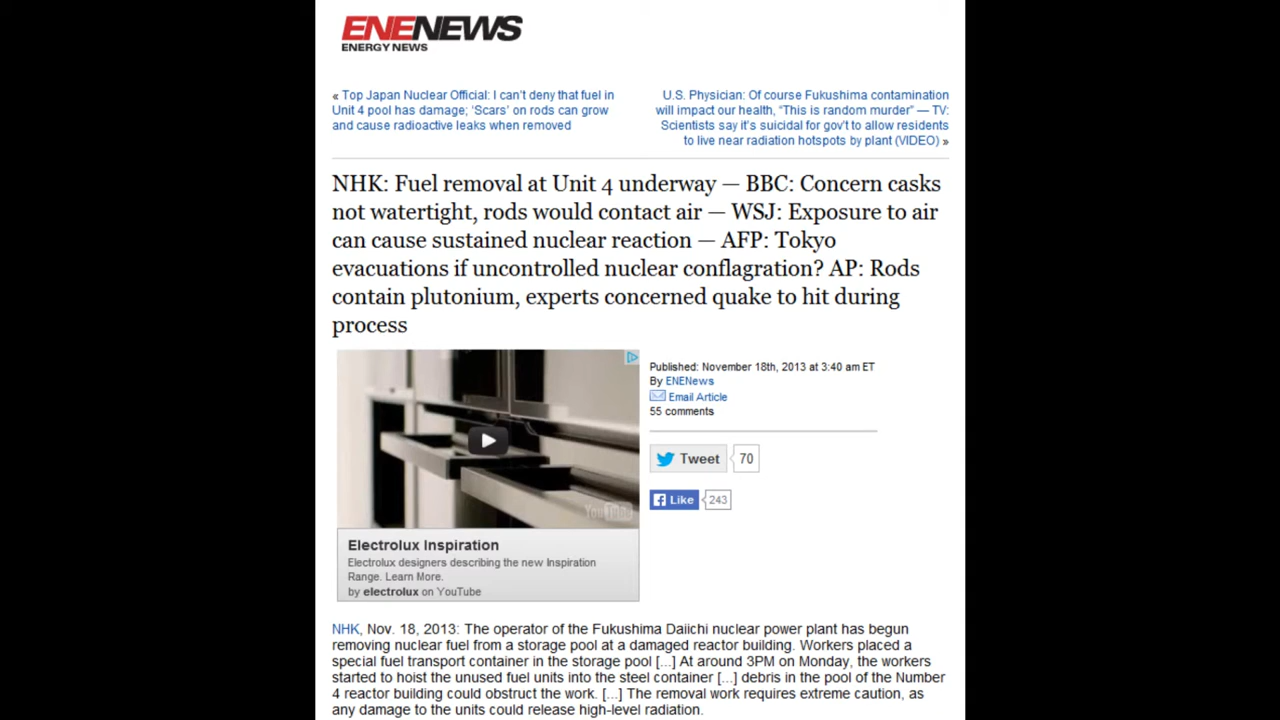 ENENEWS
ENERGY NEWS
« Top Japan Nuclear Official: I can't deny that fuel in
Unit 4 pool has damage; 'Scars' on rods can grow
and cause radioactive leaks when removed
U.S. Physician: Of course Fukushima contamination
will impact our health, “This is random murder” — TV:
Scientists say it's suicidal for gov't to allow residents
to live near radiation hotspots by plant (VIDEO) »
NHK: Fuel removal at Unit 4 underway — BBC: Concern casks
not watertight, rods would contact air — WSJ: Exposure to air
can cause sustained nuclear reaction — AFP: Tokyo
evacuations if uncontrolled nuclear conflagration? AP: Rods
contain plutonium, experts concerned quake to hit during
process
YouTube
Electrolux Inspiration
Electrolux designers describing the new Inspiration
Range. Learn More.
by electrolux on YouTube
Published: November 18th, 2013 at 3:40 am ET
By ENENews
Email Article
55 comments
Tweet 70
Like 243
NHK, Nov. 18, 2013: The operator of the Fukushima Daiichi nuclear power plant has begun
removing nuclear fuel from a storage pool at a damaged reactor building. Workers placed a
special fuel transport container in the storage pool [...] At around 3PM on Monday, the workers
started to hoist the unused fuel units into the steel container [...] debris in the pool of the Number
4 reactor building could obstruct the work. [...] The removal work requires extreme caution, as
any damage to the units could release high-level radiation.